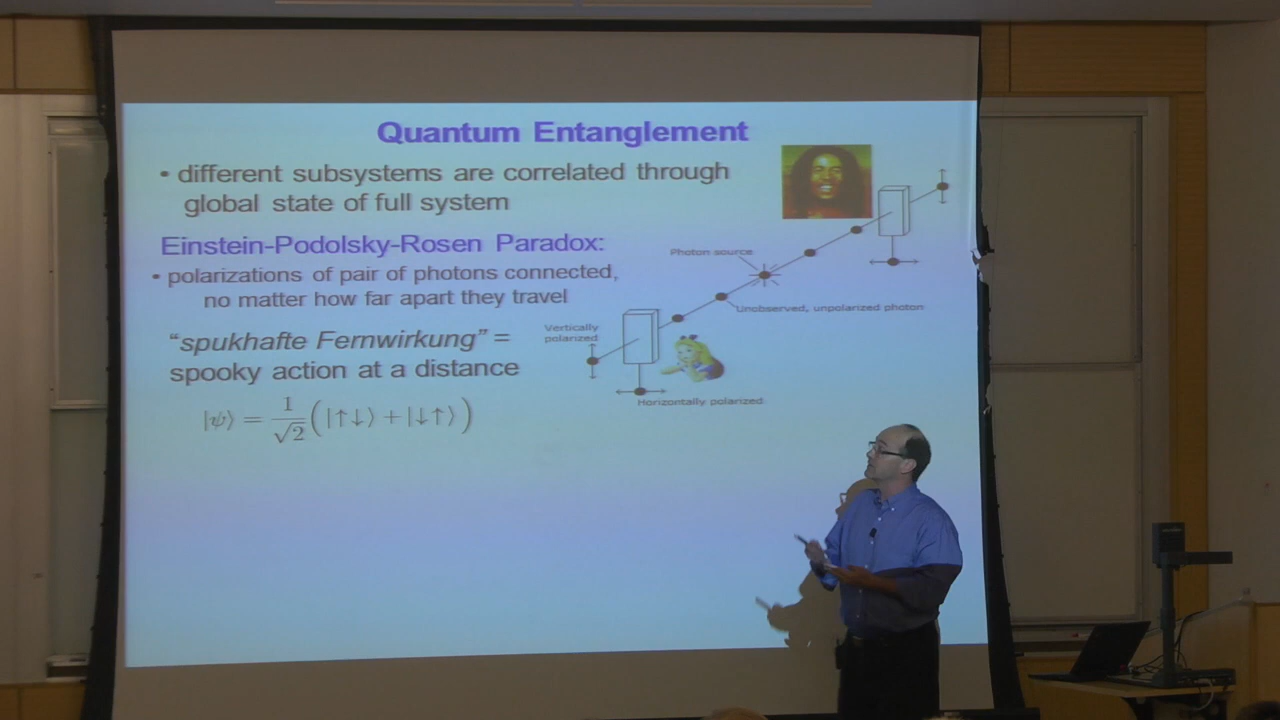 Quantum Entanglement
• different subsystems are correlated through
global state of full system
Einstein-Podolsky-Rosen Paradox:
• polarizations of pair of photons connected,
no matter how far apart they travel
"spukhafte Fernwirkung" =
spooky action at a distance
|ψ⟩ = 1/√2 (|↑↓⟩ + |↓↑⟩)
Photon source
Unobserved, unpolarized photon
Vertically
polarized
Horizontally polarized